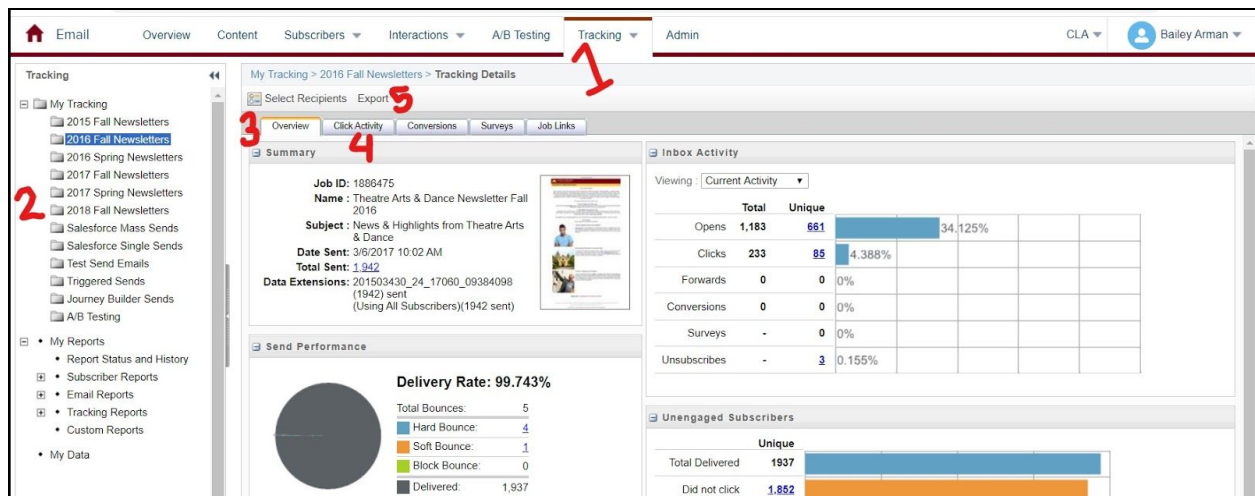 Email Overview Content Subscribers Interactions A/B Testing Tracking Admin CLA Bailey Arman
1
Tracking
My Tracking
2015 Fall Newsletters
2016 Fall Newsletters
2016 Spring Newsletters
2017 Fall Newsletters
2017 Spring Newsletters
2
2018 Fall Newsletters
Salesforce Mass Sends
Salesforce Single Sends
Test Send Emails
Triggered Sends
Journey Builder Sends
A/B Testing
My Reports
Report Status and History
Subscriber Reports
Email Reports
Tracking Reports
Custom Reports
My Data
My Tracking > 2016 Fall Newsletters > Tracking Details
Select Recipients Export 5
3 Overview Click Activity Conversions Surveys Job Links
4
Summary
Job ID: 1886475
Name : Theatre Arts & Dance Newsletter Fall
2016
Subject : News & Highlights from Theatre Arts
& Dance
Date Sent: 3/6/2017 10:02 AM
Total Sent: 1,942
Data Extensions: 201503430_24_17060_09384098
(1942) sent
(Using All Subscribers)(1942 sent)
Send Performance
Delivery Rate: 99.743%
Total Bounces: 5
Hard Bounce: 4
Soft Bounce: 1
Block Bounce: 0
Delivered: 1,937
Inbox Activity
Viewing : Current Activity
Total Unique
Opens 1,183 661 34.125%
Clicks 233 85 4.388%
Forwards 0 0 0%
Conversions 0 0 0%
Surveys - 0 0%
Unsubscribes - 3 0.155%
Unengaged Subscribers
Unique
Total Delivered 1937
Did not click 1,852